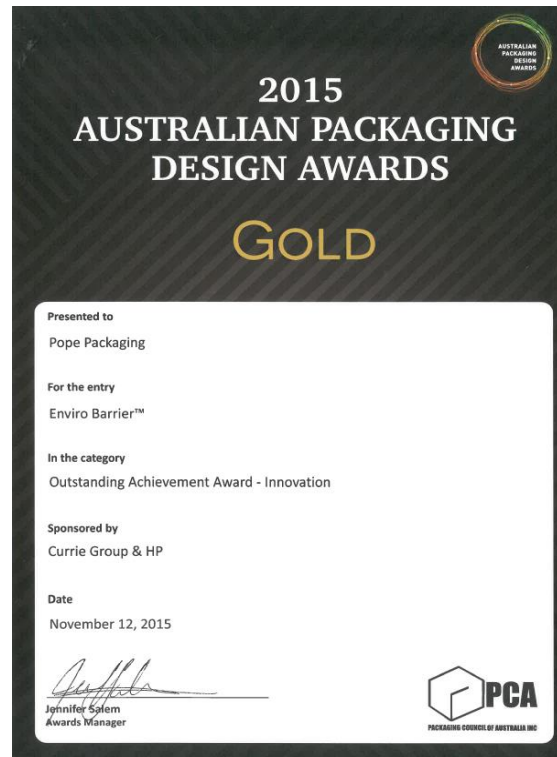 AUSTRALIAN
PACKAGING
DESIGN
AWARDS
2015
AUSTRALIAN PACKAGING
DESIGN AWARDS
GOLD
Presented to
Pope Packaging
For the entry
Enviro Barrier™
In the category
Outstanding Achievement Award - Innovation
Sponsored by
Currie Group & HP
Date
November 12, 2015
Jennifer Salem
Awards Manager
PCA
PACKAGING COUNCIL OF AUSTRALIA INC